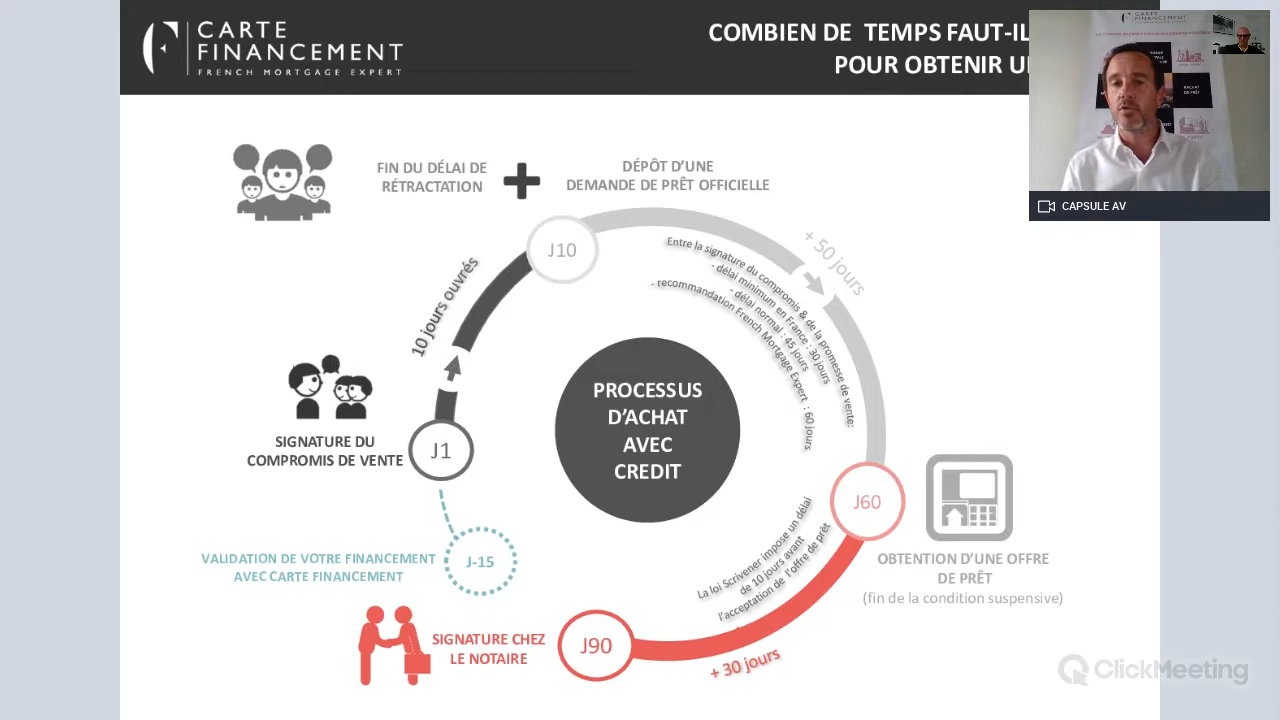 CARTE
FINANCEMENT
FRENCH MORTGAGE EXPERT
COMBIEN DE TEMPS FAUT-IL
POUR OBTENIR
CARTE
FINANCEMENT
RACHAT
DE PRÊT
CAPSULE AV
FIN DU DÉLAI DE
RÉTRACTATION
DÉPÔT D'UNE
DEMANDE DE PRÊT OFFICIELLE
J10
+ 50 jours
10 jours ouvrés
Entre la signature du compromis & de la promesse de vente:
- délai minimum en France : 30 jours
- délai normal : 45 jours
- recommandation French Mortgage Expert : 60 jours
PROCESSUS
D'ACHAT
AVEC
CREDIT
SIGNATURE DU
COMPROMIS DE VENTE
J1
J60
La loi Scrivener impose un délai
de 10 jours avant
l'acceptation de l'offre de prêt
OBTENTION D'UNE OFFRE
DE PRÊT
(fin de la condition suspensive)
VALIDATION DE VOTRE FINANCEMENT
AVEC CARTE FINANCEMENT
J-15
SIGNATURE CHEZ
LE NOTAIRE
J90
+ 30 jours
ClickMeeting